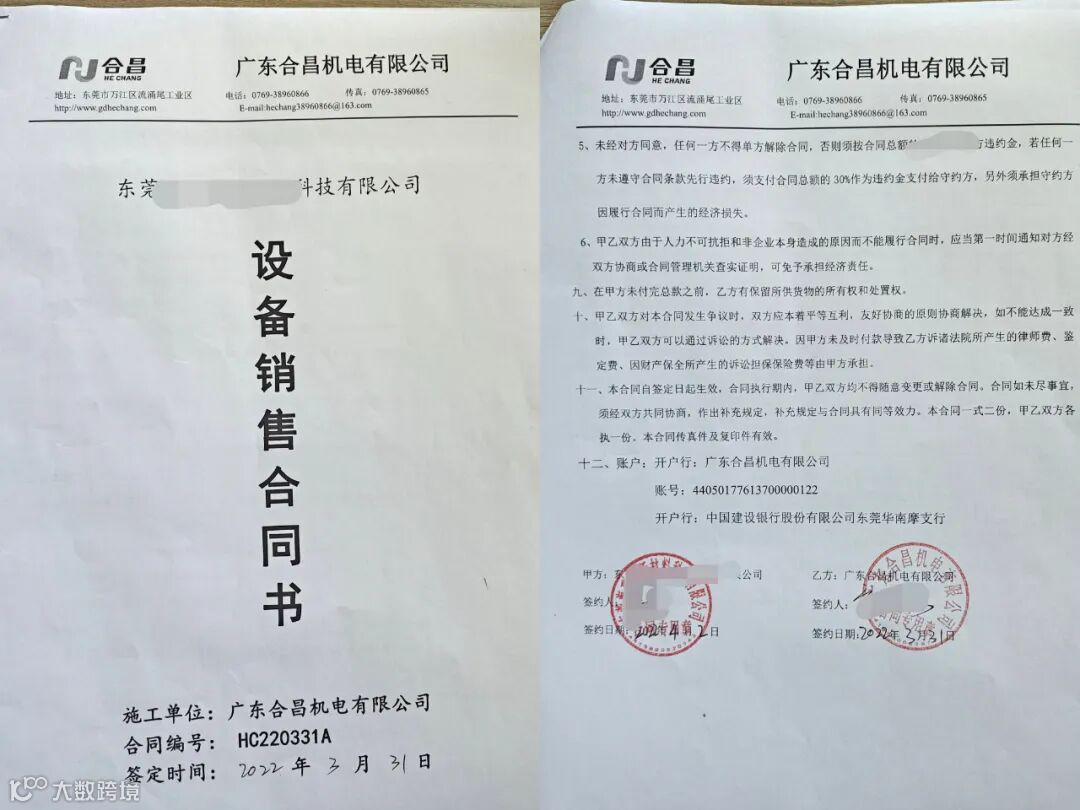 合昌
HE CHANG
广东合昌机电有限公司
地址：东莞市万江区流涌尾工业区
电话：0769-38960866
传真：0769-38960865
http://www.gdhechang.com
E-mail:hechang38960866@163.com
东莞
科技有限公司
设备销售合同书
施工单位：广东合昌机电有限公司
合同编号： HC220331A
签定时间： 2022 年 3 月 31 日
合昌
HE CHANG
广东合昌机电有限公司
地址：东莞市万江区流涌尾工业区
电话：0769-38960866
传真：0769-38960865
http://www.gdhechang.com
E-mail:hechang38960866@163.com
5、未经对方同意，任何一方不得单方解除合同，否则须按合同总额
违约金，若任何一
方未遵守合同条款先行违约，须支付合同总额的 30%作为违约金支付给守约方，另外须承担守约方
因履行合同而产生的经济损失。
6、甲乙双方由于人力不可抗拒和非企业本身造成的原因而不能履行合同时，应当第一时间通知对方经
双方协商或合同管理机关查实证明，可免予承担经济责任。
九、在甲方未付完总款之前，乙方有保留所供货物的所有权和处置权。
十、甲乙双方对本合同发生争议时，双方应本着平等互利，友好协商的原则协商解决，如不能达成一致
时，甲乙双方可以通过诉讼的方式解决。因甲方未及时付款导致乙方诉诸法院所产生的律师费、鉴
定费、因财产保全所产生的诉讼担保保险费等由甲方承担。
十一、本合同自签定日起生效，合同执行期内，甲乙双方均不得随意变更或解除合同。合同如未尽事宜，
须经双方共同协商，作出补充规定，补充规定与合同具有同等效力。本合同一式二份，甲乙双方各
执一份。本合同传真件及复印件有效。
十二、账户：开户行：广东合昌机电有限公司
账号：44050177613700000122
开户行：中国建设银行股份有限公司东莞华南摩支行
甲方：东
公司
乙方：广东合昌机电有限公司
签约人
签约人：
签约日期：
2日
签约日期：2022年 3月31日
大数跨境